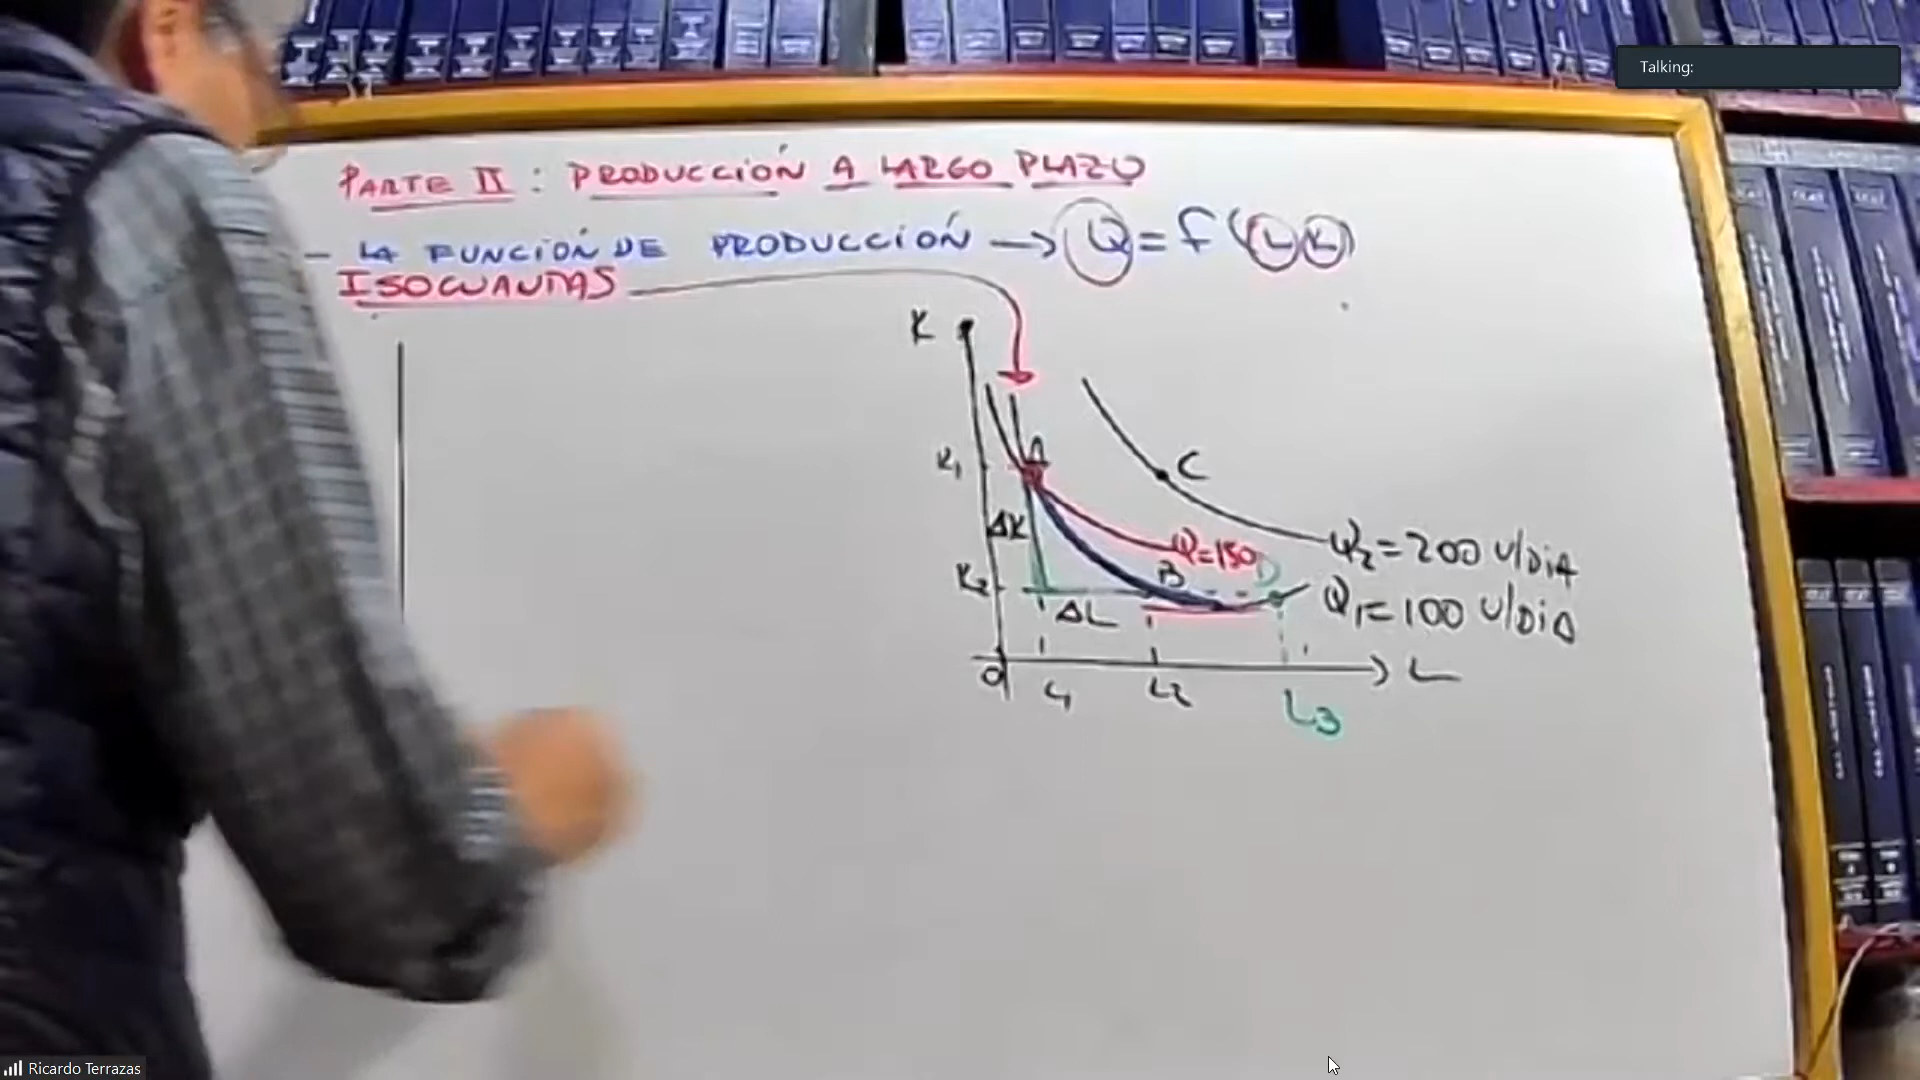 Talking:
PARTE II : PRODUCCIÓN A LARGO PLAZO
- LA FUNCIÓN DE PRODUCCIÓN → Q = F (L, K)
ISOCUANTAS
K
A
K1
C
ΔK
Q=150
Q2=200 U/DiA
B
D
K2
Q1=100 U/DiA
ΔL
L
0
L1
L2
L3
Ricardo Terrazas